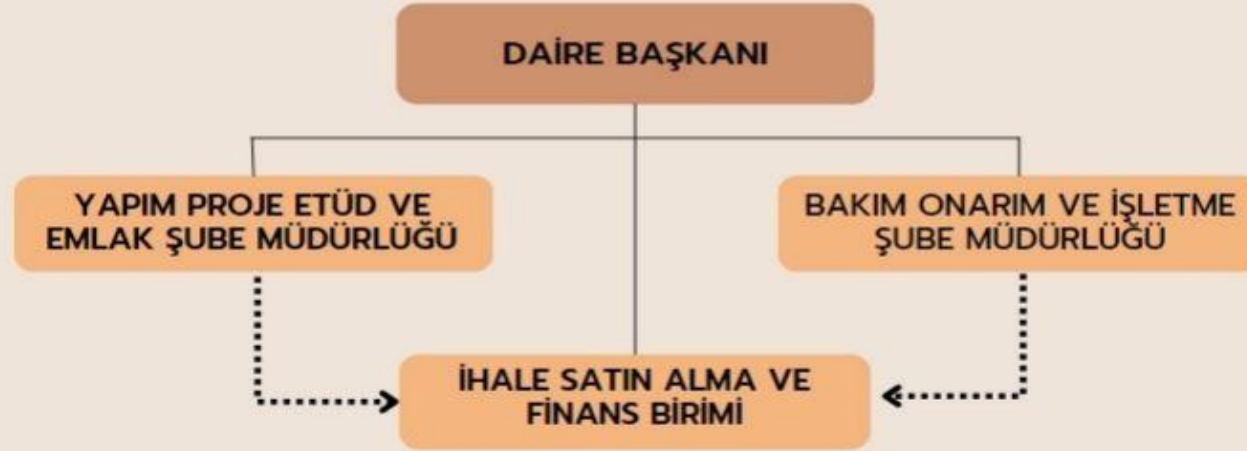 DAİRE BAŞKANI
YAPIM PROJE ETÜD VE
EMLAK ŞUBE MÜDÜRLÜĞÜ
BAKIM ONARIM VE İŞLETME
ŞUBE MÜDÜRLÜĞÜ
İHALE SATIN ALMA VE
FİNANS BİRİMİ